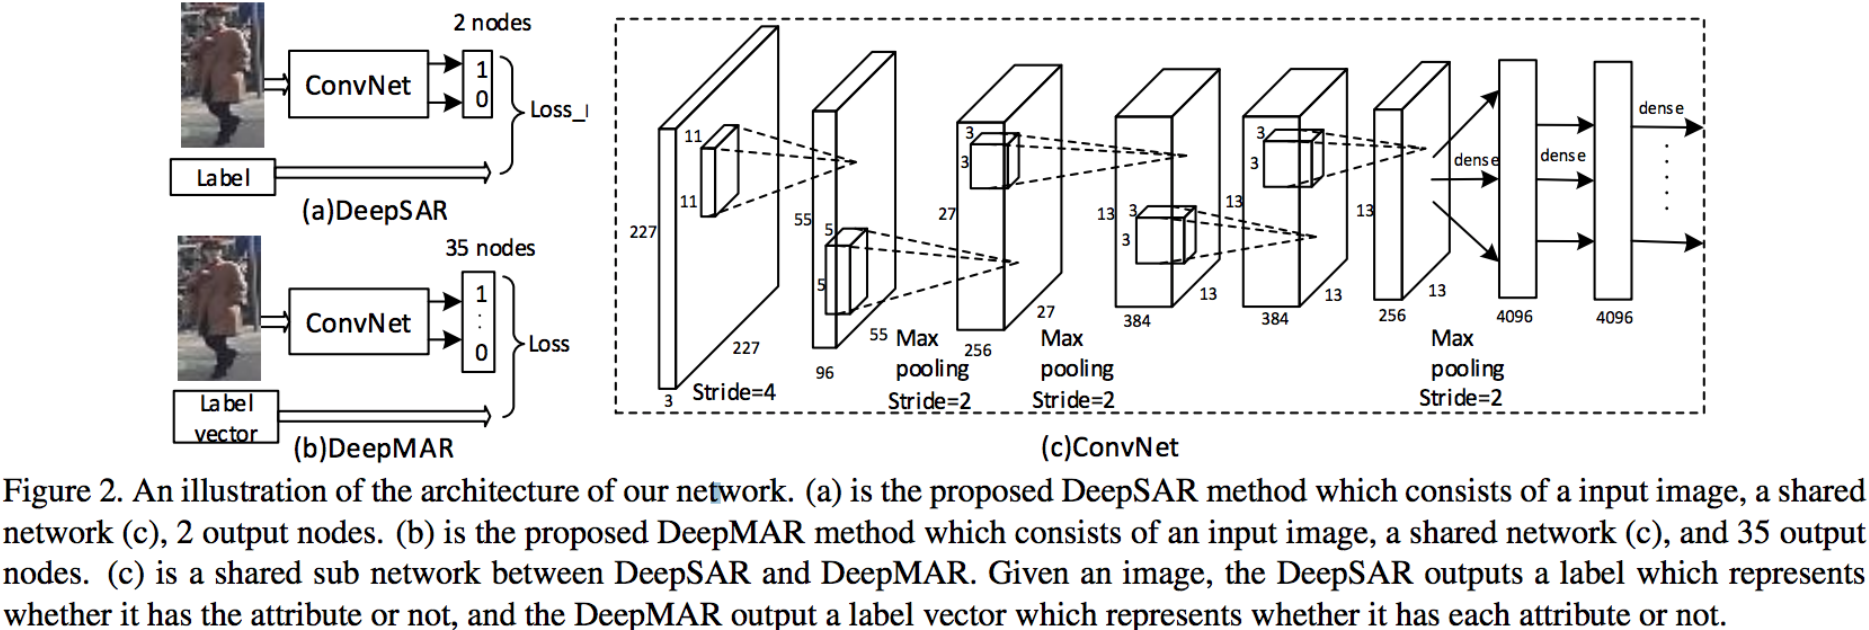 2 nodes
ConvNet
1
0
Loss_
Label
(a)DeepSAR
35 nodes
ConvNet
1
0
Loss
Label
vector
(b)DeepMAR
11
11
227
227
3
Stride=4
55
5
5
55
96
Max
pooling
Stride=2
3
3
27
27
256
Max
pooling
Stride=2
13
3
3
13
384
3
3
13
13
384
13
13
256
Max
pooling
Stride=2
dense
4096
dense
4096
dense
(c)ConvNet
Figure 2. An illustration of the architecture of our network. (a) is the proposed DeepSAR method which consists of a input image, a shared
network (c), 2 output nodes. (b) is the proposed DeepMAR method which consists of an input image, a shared network (c), and 35 output
nodes. (c) is a shared sub network between DeepSAR and DeepMAR. Given an image, the DeepSAR outputs a label which represents
whether it has the attribute or not, and the DeepMAR output a label vector which represents whether it has each attribute or not.